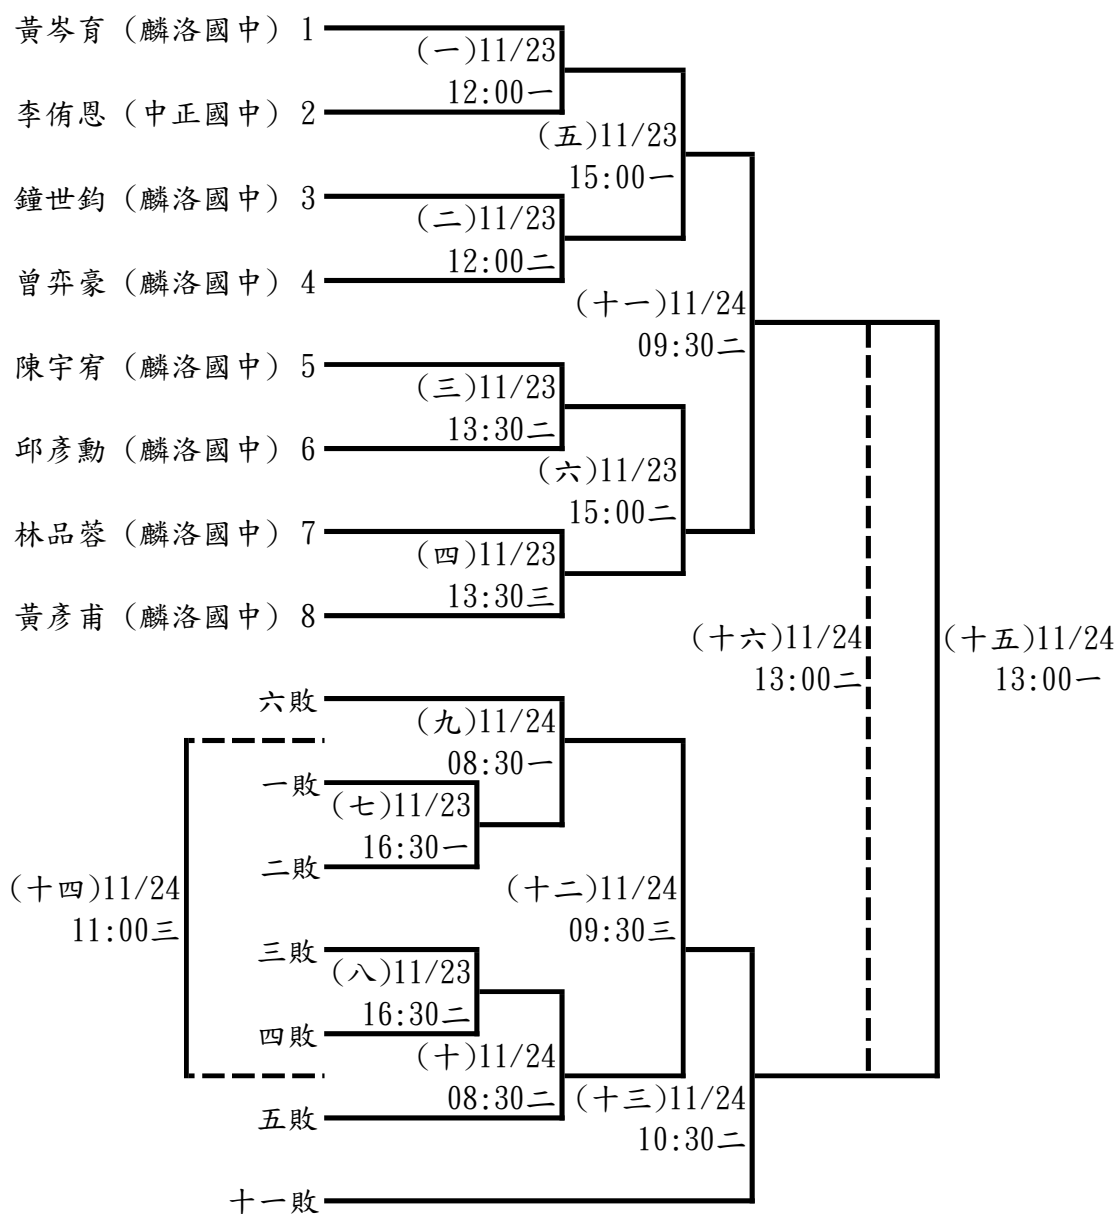 黃岑育（麟洛國中） 1
(一)11/23
12:00一
李侑恩（中正國中） 2
(五)11/23
15:00一
鐘世鈞（麟洛國中） 3
(二)11/23
12:00二
曾弈豪（麟洛國中） 4
(十一)11/24
09:30二
陳宇宥（麟洛國中） 5
(三)11/23
13:30二
邱彥勳（麟洛國中） 6
(六)11/23
15:00二
林品蓉（麟洛國中） 7
(四)11/23
13:30三
黃彥甫（麟洛國中） 8
(十六)11/24
13:00二
(十五)11/24
13:00一
六敗
(九)11/24
08:30一
一敗
(七)11/23
16:30一
二敗
(十四)11/24
11:00三
(十二)11/24
09:30三
三敗
(八)11/23
16:30二
四敗
(十)11/24
08:30二
五敗
(十三)11/24
10:30二
十一敗